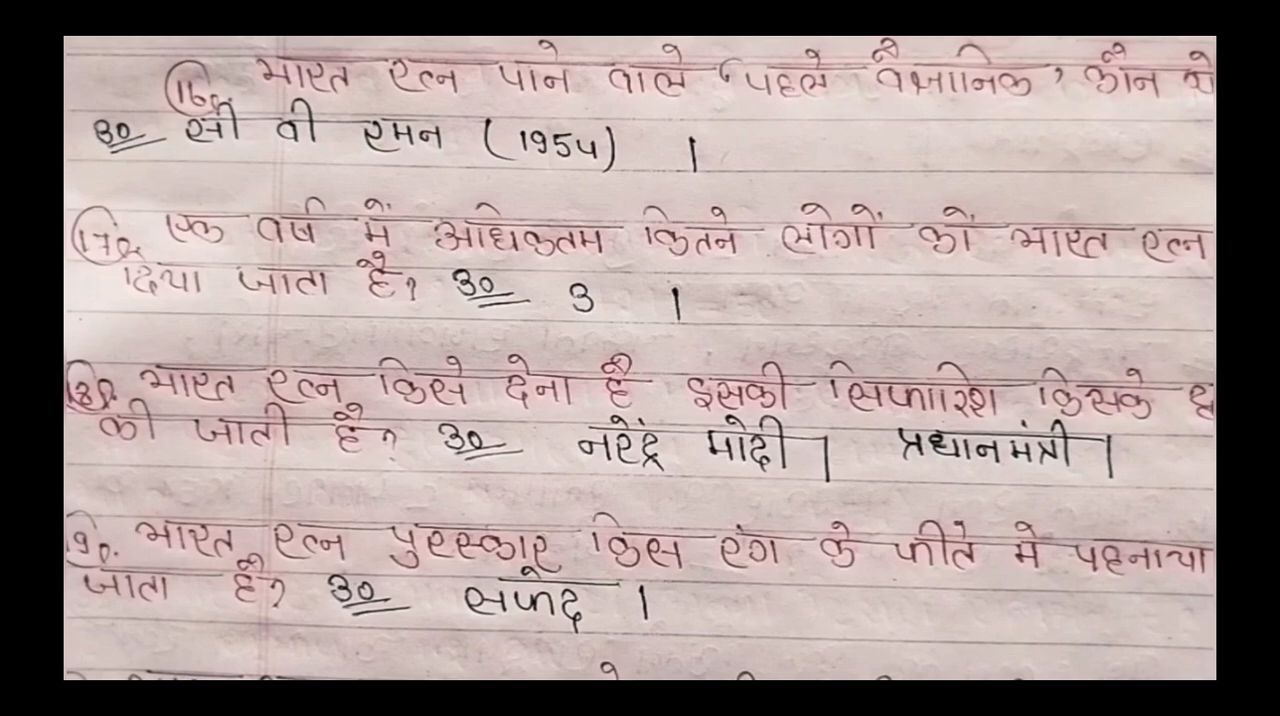 16. भारत रत्न पाने वाले 'पहले वैज्ञानिक' कौन थे
उ० सी वी रमन (1954) ।
17. एक वर्ष में अधिकतम कितने लोगों को भारत रत्न
दिया जाता है? उ० 3 ।
18. भारत रत्न किसे देना है इसकी सिफारिश किसके
की जाती है? उ० नरेंद्र मोदी । प्रधानमंत्री ।
19. भारत रत्न पुरस्कार किस रंग के फीते मे पहनाया
जाता है? उ० सफेद ।